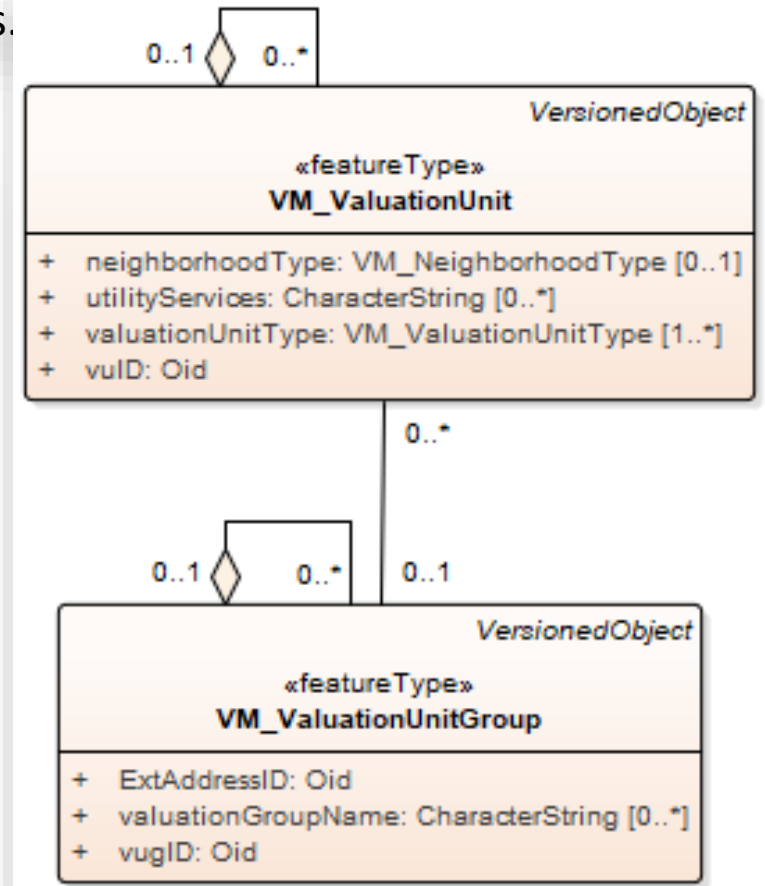 s.
0..1 0..*
VersionedObject
«featureType»
VM_ValuationUnit
+ neighborhoodType: VM_NeighborhoodType [0..1]
+ utilityServices: CharacterString [0..*]
+ valuationUnitType: VM_ValuationUnitType [1..*]
+ vuID: Oid
0..*
0..1 0..* 0..1
VersionedObject
«featureType»
VM_ValuationUnitGroup
+ ExtAddressID: Oid
+ valuationGroupName: CharacterString [0..*]
+ vugID: Oid